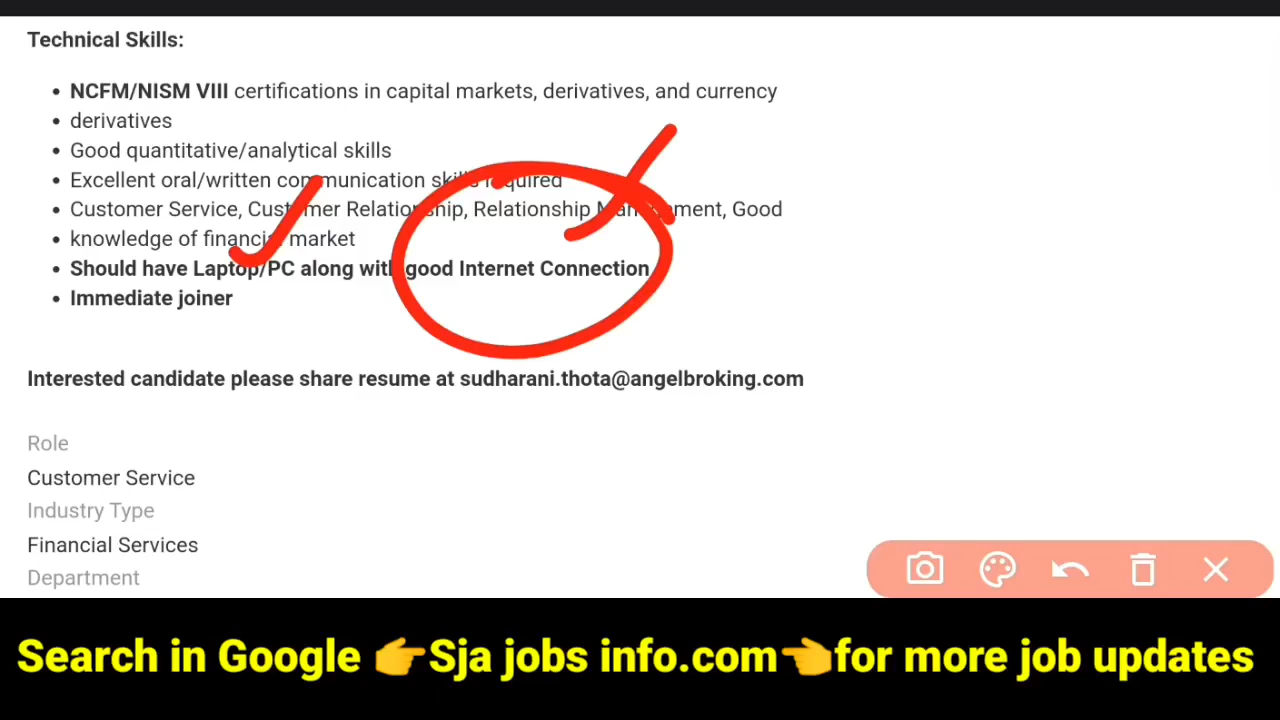 Technical Skills:
NCFM/NISM VIII certifications in capital markets, derivatives, and currency
derivatives
Good quantitative/analytical skills
Excellent oral/written communication skills required
Customer Service, Customer Relationship, Relationship Management, Good
knowledge of financial market
Should have Laptop/PC along with good Internet Connection
Immediate joiner
Interested candidate please share resume at sudharani.thota@angelbroking.com
Role
Customer Service
Industry Type
Financial Services
Department
Search in Google 👉Sja jobs info.com👈for more job updates